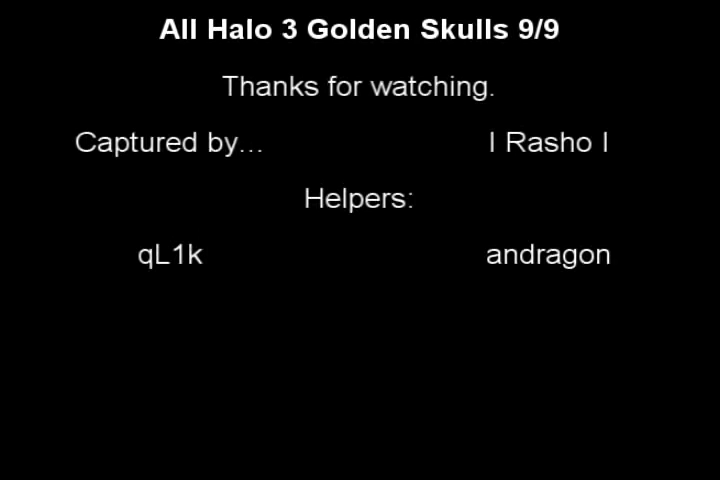 All Halo 3 Golden Skulls 9/9
Thanks for watching.
Captured by... I Rasho I
Helpers:
qL1k andragon